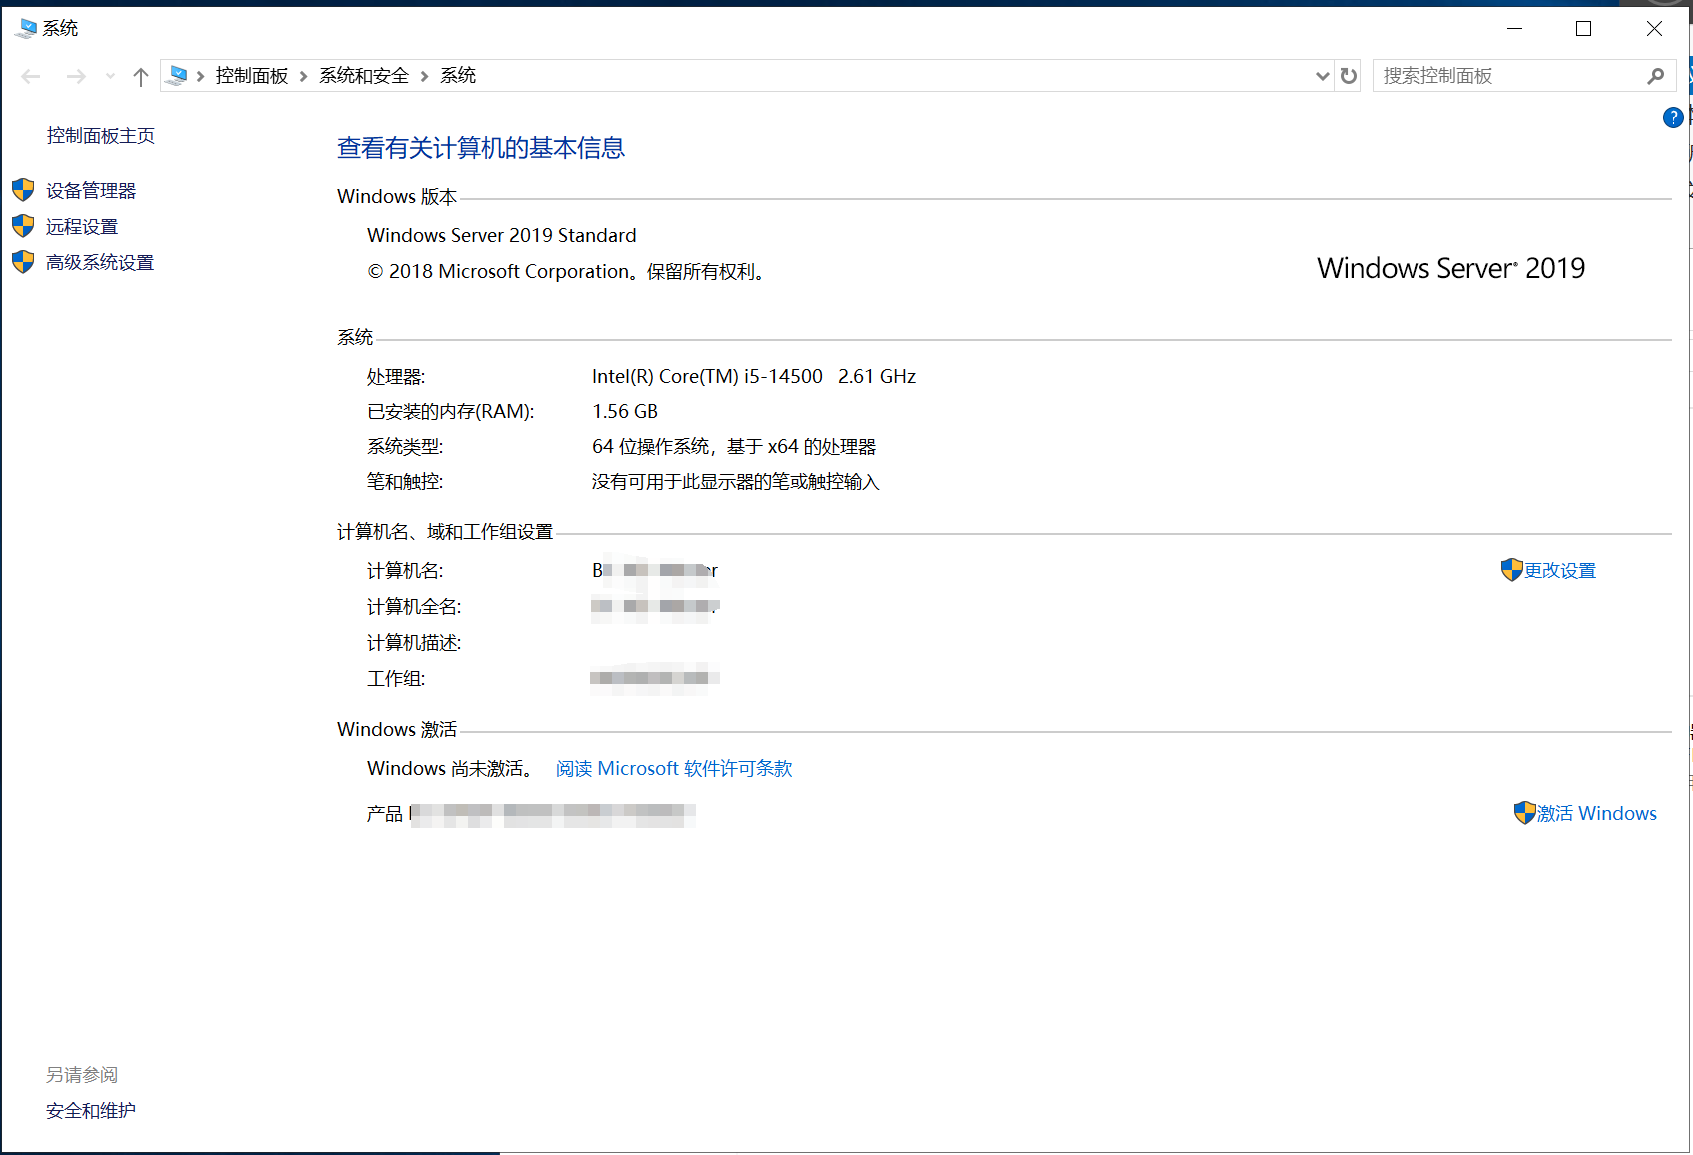 系统
控制面板 系统和安全 系统
搜索控制面板
控制面板主页
设备管理器
远程设置
高级系统设置
查看有关计算机的基本信息
Windows 版本
Windows Server 2019 Standard
© 2018 Microsoft Corporation。保留所有权利。
Windows Server® 2019
系统
处理器: Intel(R) Core(TM) i5-14500 2.61 GHz
已安装的内存(RAM): 1.56 GB
系统类型: 64 位操作系统，基于 x64 的处理器
笔和触控: 没有可用于此显示器的笔或触控输入
计算机名、域和工作组设置
计算机名:
更改设置
计算机全名:
计算机描述:
工作组:
Windows 激活
Windows 尚未激活。 阅读 Microsoft 软件许可条款
产品
激活 Windows
另请参阅
安全和维护